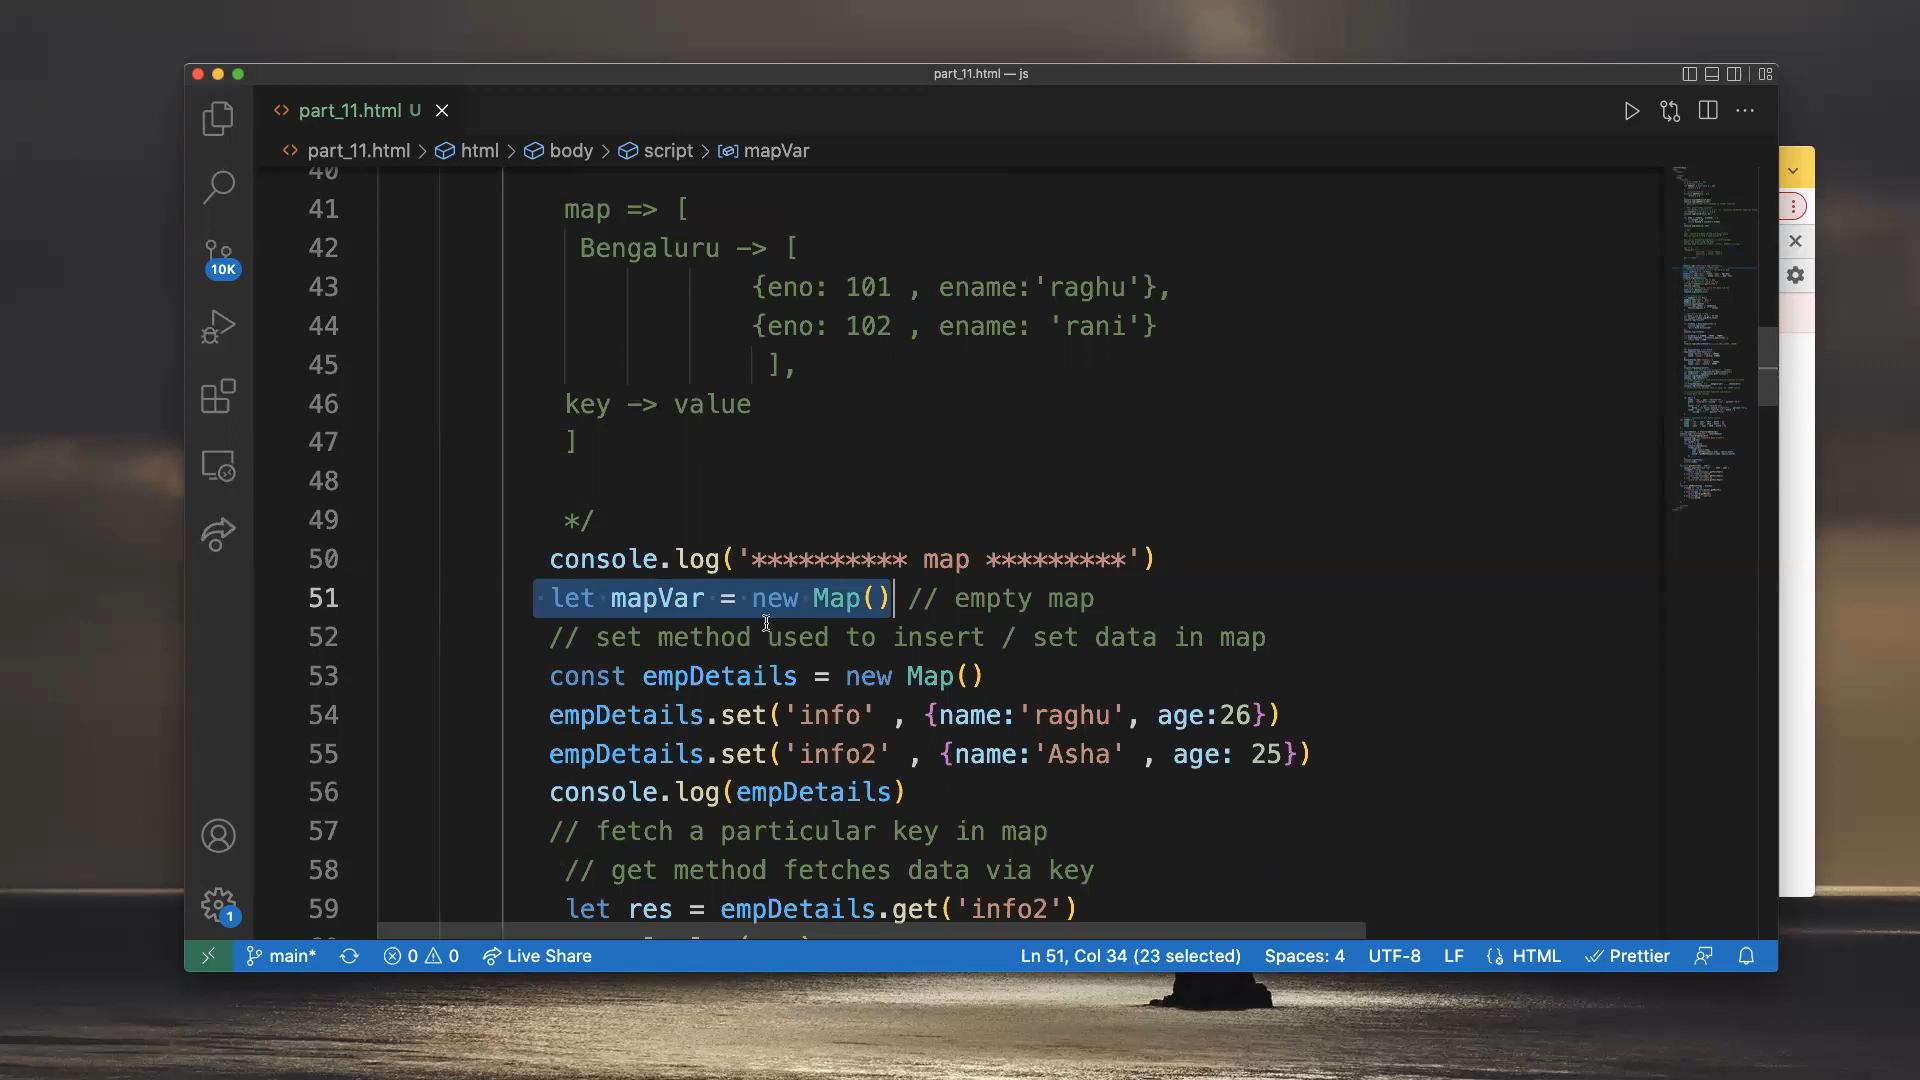 part_11.html — js
part_11.html U
part_11.html > html > body > script > mapVar
40
41 map => [
42 Bengaluru –> [
43 {eno: 101 , ename:'raghu'},
44 {eno: 102 , ename: 'rani'}
45 ],
46 key –> value
47 ]
48
49 */
50 console.log('********** map *********')
51 let mapVar = new Map() // empty map
52 // set method used to insert / set data in map
53 const empDetails = new Map()
54 empDetails.set('info' , {name:'raghu', age:26})
55 empDetails.set('info2' , {name:'Asha' , age: 25})
56 console.log(empDetails)
57 // fetch a particular key in map
58 // get method fetches data via key
59 let res = empDetails.get('info2')
10K
1
main* 0 0 Live Share Ln 51, Col 34 (23 selected) Spaces: 4 UTF-8 LF HTML Prettier